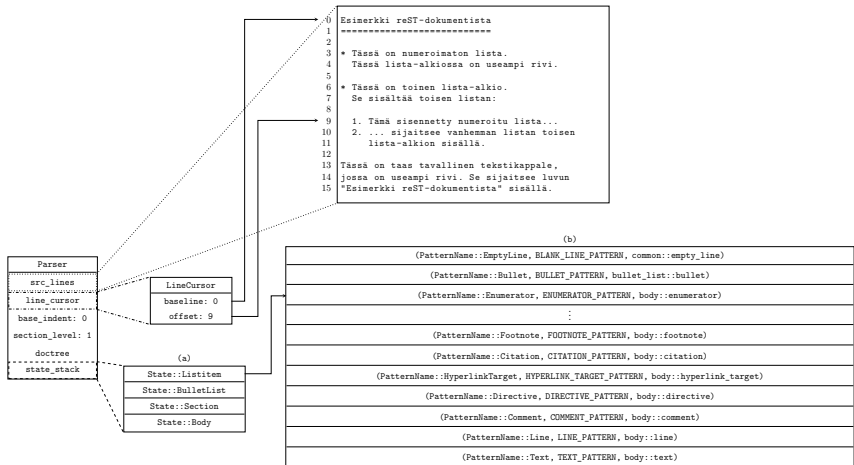 0 Esimerkki reST-dokumentista
1 ===========================
2
3 * Tässä on numeroimaton lista.
4 Tässä lista-alkiossa on useampi rivi.
5
6 * Tässä on toinen lista-alkio.
7 Se sisältää toisen listan:
8
9 1. Tämä sisennetty numeroitu lista...
10 2. ... sijaitsee vanhemman listan toisen
11 lista-alkion sisällä.
12
13 Tässä on taas tavallinen tekstikappale,
14 jossa on useampi rivi. Se sijaitsee luvun
15 "Esimerkki reST-dokumentista" sisällä.
Parser
src_lines
line_cursor
base_indent: 0
section_level: 1
doctree
state_stack
LineCursor
baseline: 0
offset: 9
(a)
State::Listitem
State::BulletList
State::Section
State::Body
(b)
(PatternName::EmptyLine, BLANK_LINE_PATTERN, common::empty_line)
(PatternName::Bullet, BULLET_PATTERN, bullet_list::bullet)
(PatternName::Enumerator, ENUMERATOR_PATTERN, body::enumerator)
⋮
(PatternName::Footnote, FOOTNOTE_PATTERN, body::footnote)
(PatternName::Citation, CITATION_PATTERN, body::citation)
(PatternName::HyperlinkTarget, HYPERLINK_TARGET_PATTERN, body::hyperlink_target)
(PatternName::Directive, DIRECTIVE_PATTERN, body::directive)
(PatternName::Comment, COMMENT_PATTERN, body::comment)
(PatternName::Line, LINE_PATTERN, body::line)
(PatternName::Text, TEXT_PATTERN, body::text)